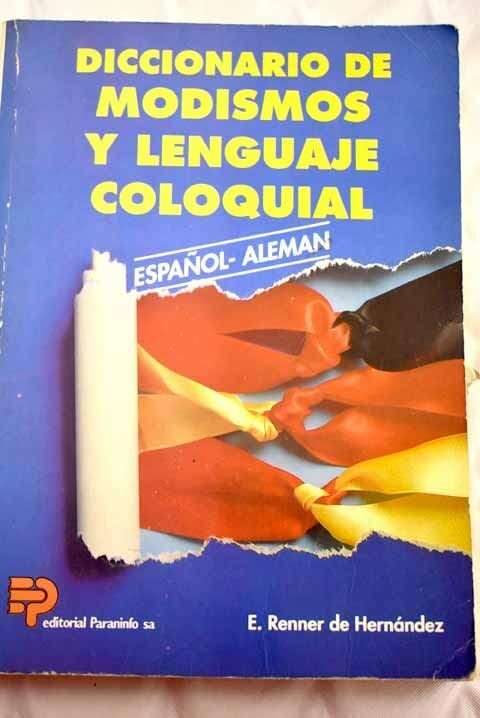 DICCIONARIO DE
MODISMOS
Y LENGUAJE
COLOQUIAL
ESPAÑOL- ALEMAN
editorial Paraninfo sa
E. Renner de Hernández